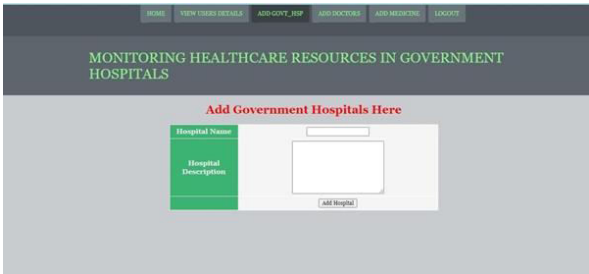 HOME VIEW USERS DETAILS ADD GOVT_HSP ADD DOCTORS ADD MEDICINE LOGOUT
MONITORING HEALTHCARE RESOURCES IN GOVERNMENT
HOSPITALS
Add Government Hospitals Here
Hospital Name
Hospital
Description
Add Hospital